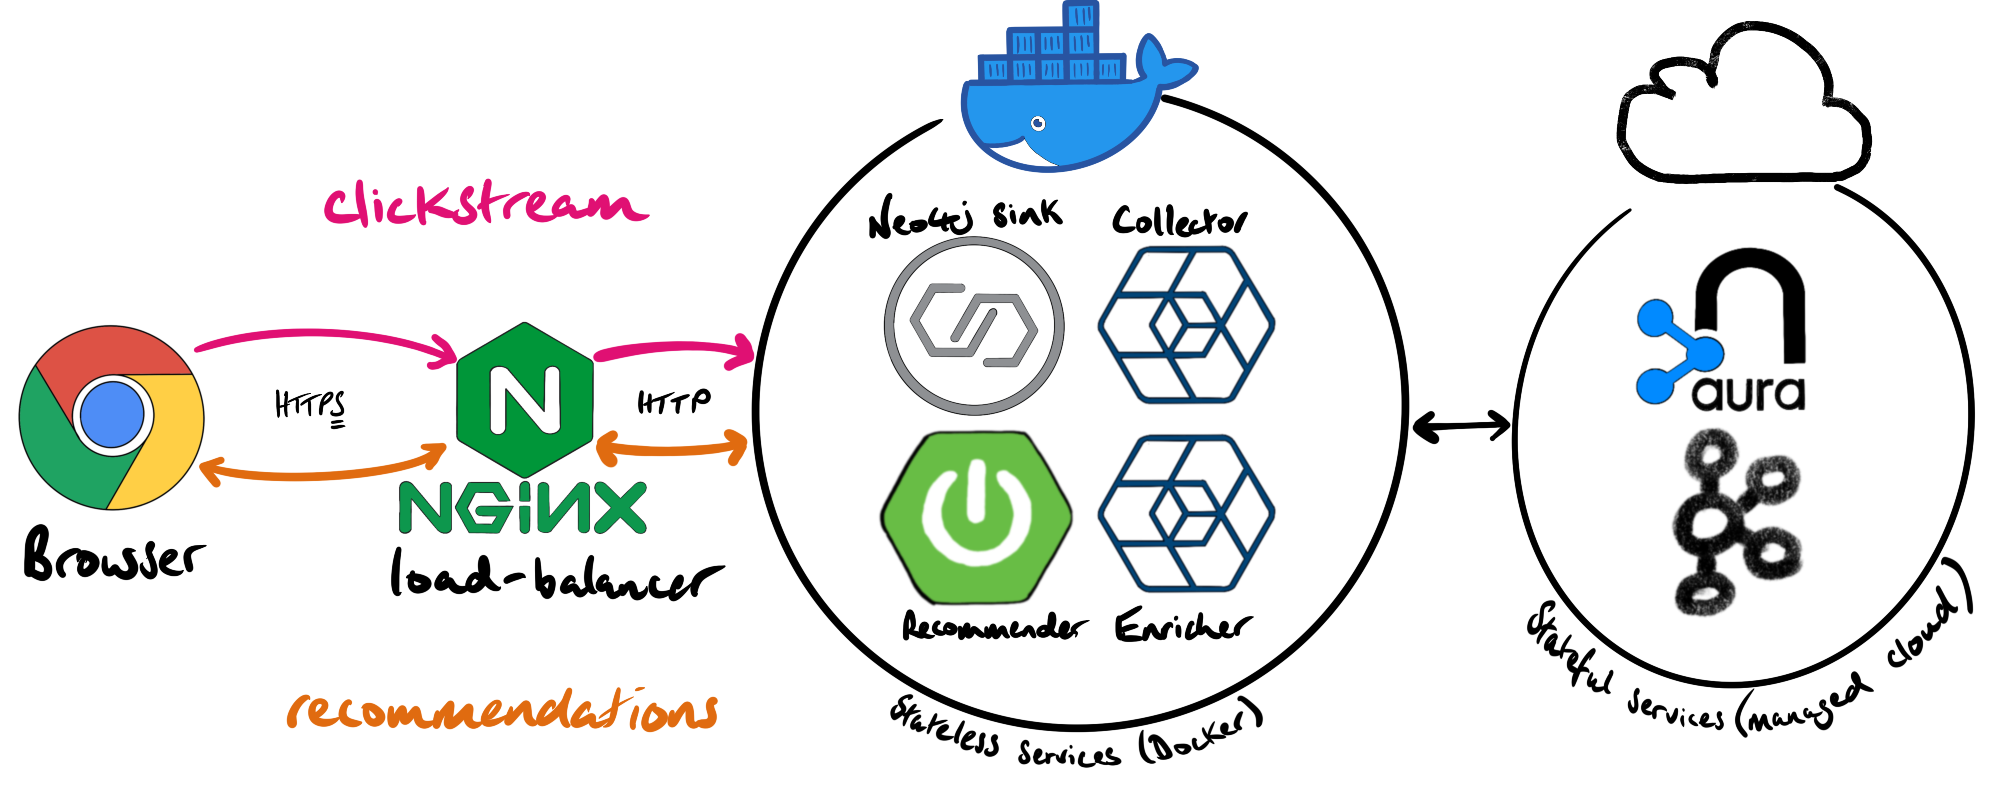 clickstream
HTTPS
HTTP
N
NGINX
load-balancer
Browser
recommendations
Neo4j sink
Collector
Recommender
Enricher
Stateless services (Docker)
n
aura
Stateful services (managed cloud)